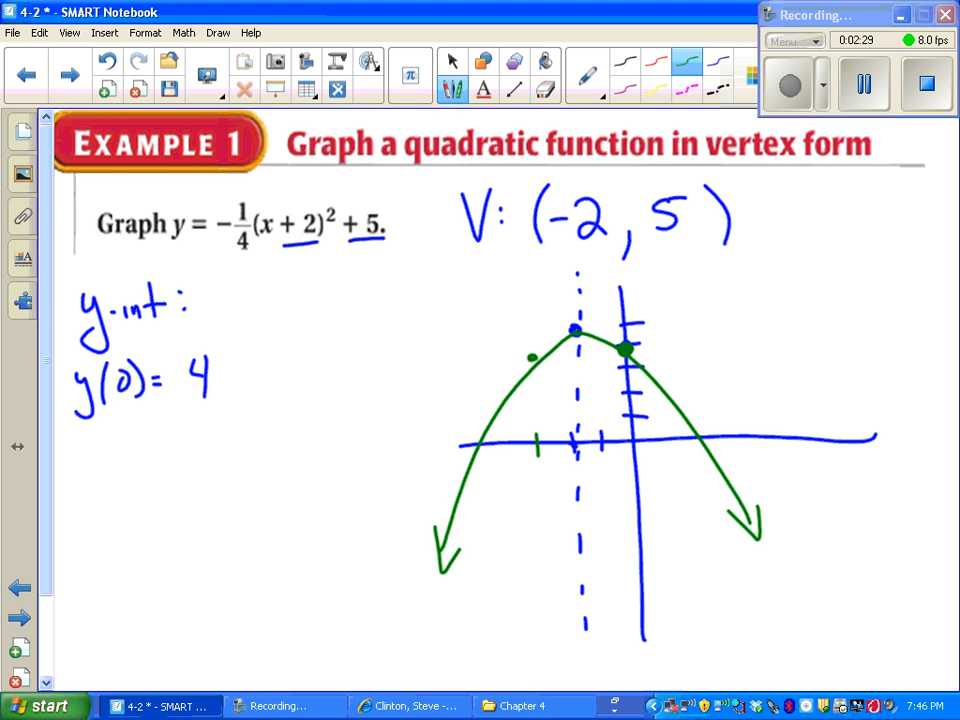 4-2 * - SMART Notebook
Recording...
File Edit View Insert Format Math Draw Help
Menu
0:02:29
8.0 fps
π
A
EXAMPLE 1 Graph a quadratic function in vertex form
Graph y = -1/4(x + 2)² + 5.
V: (-2, 5)
y-int:
y(0) = 4
start
4-2 * - SMART ...
Recording...
Clinton, Steve -...
Chapter 4
7:46 PM